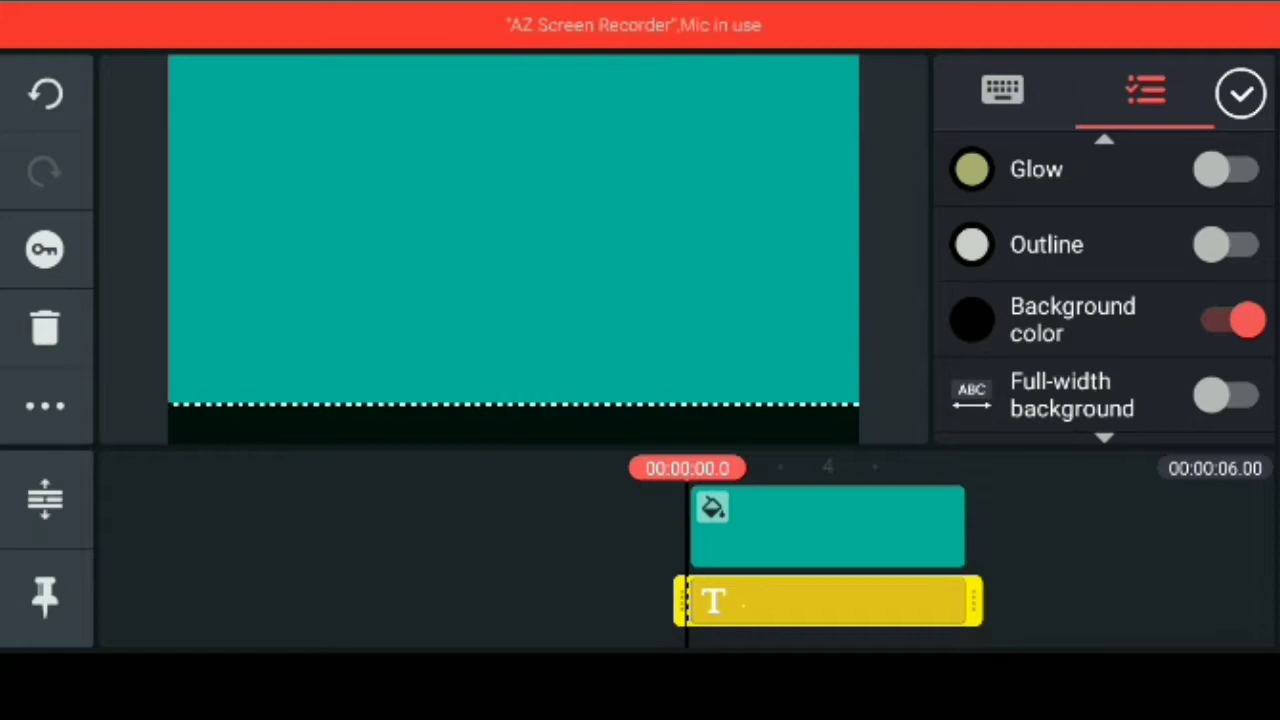 "AZ Screen Recorder",Mic in use
Glow
Outline
Background
color
ABC
Full-width
background
00:00:00.0
4
00:00:06.00
T .